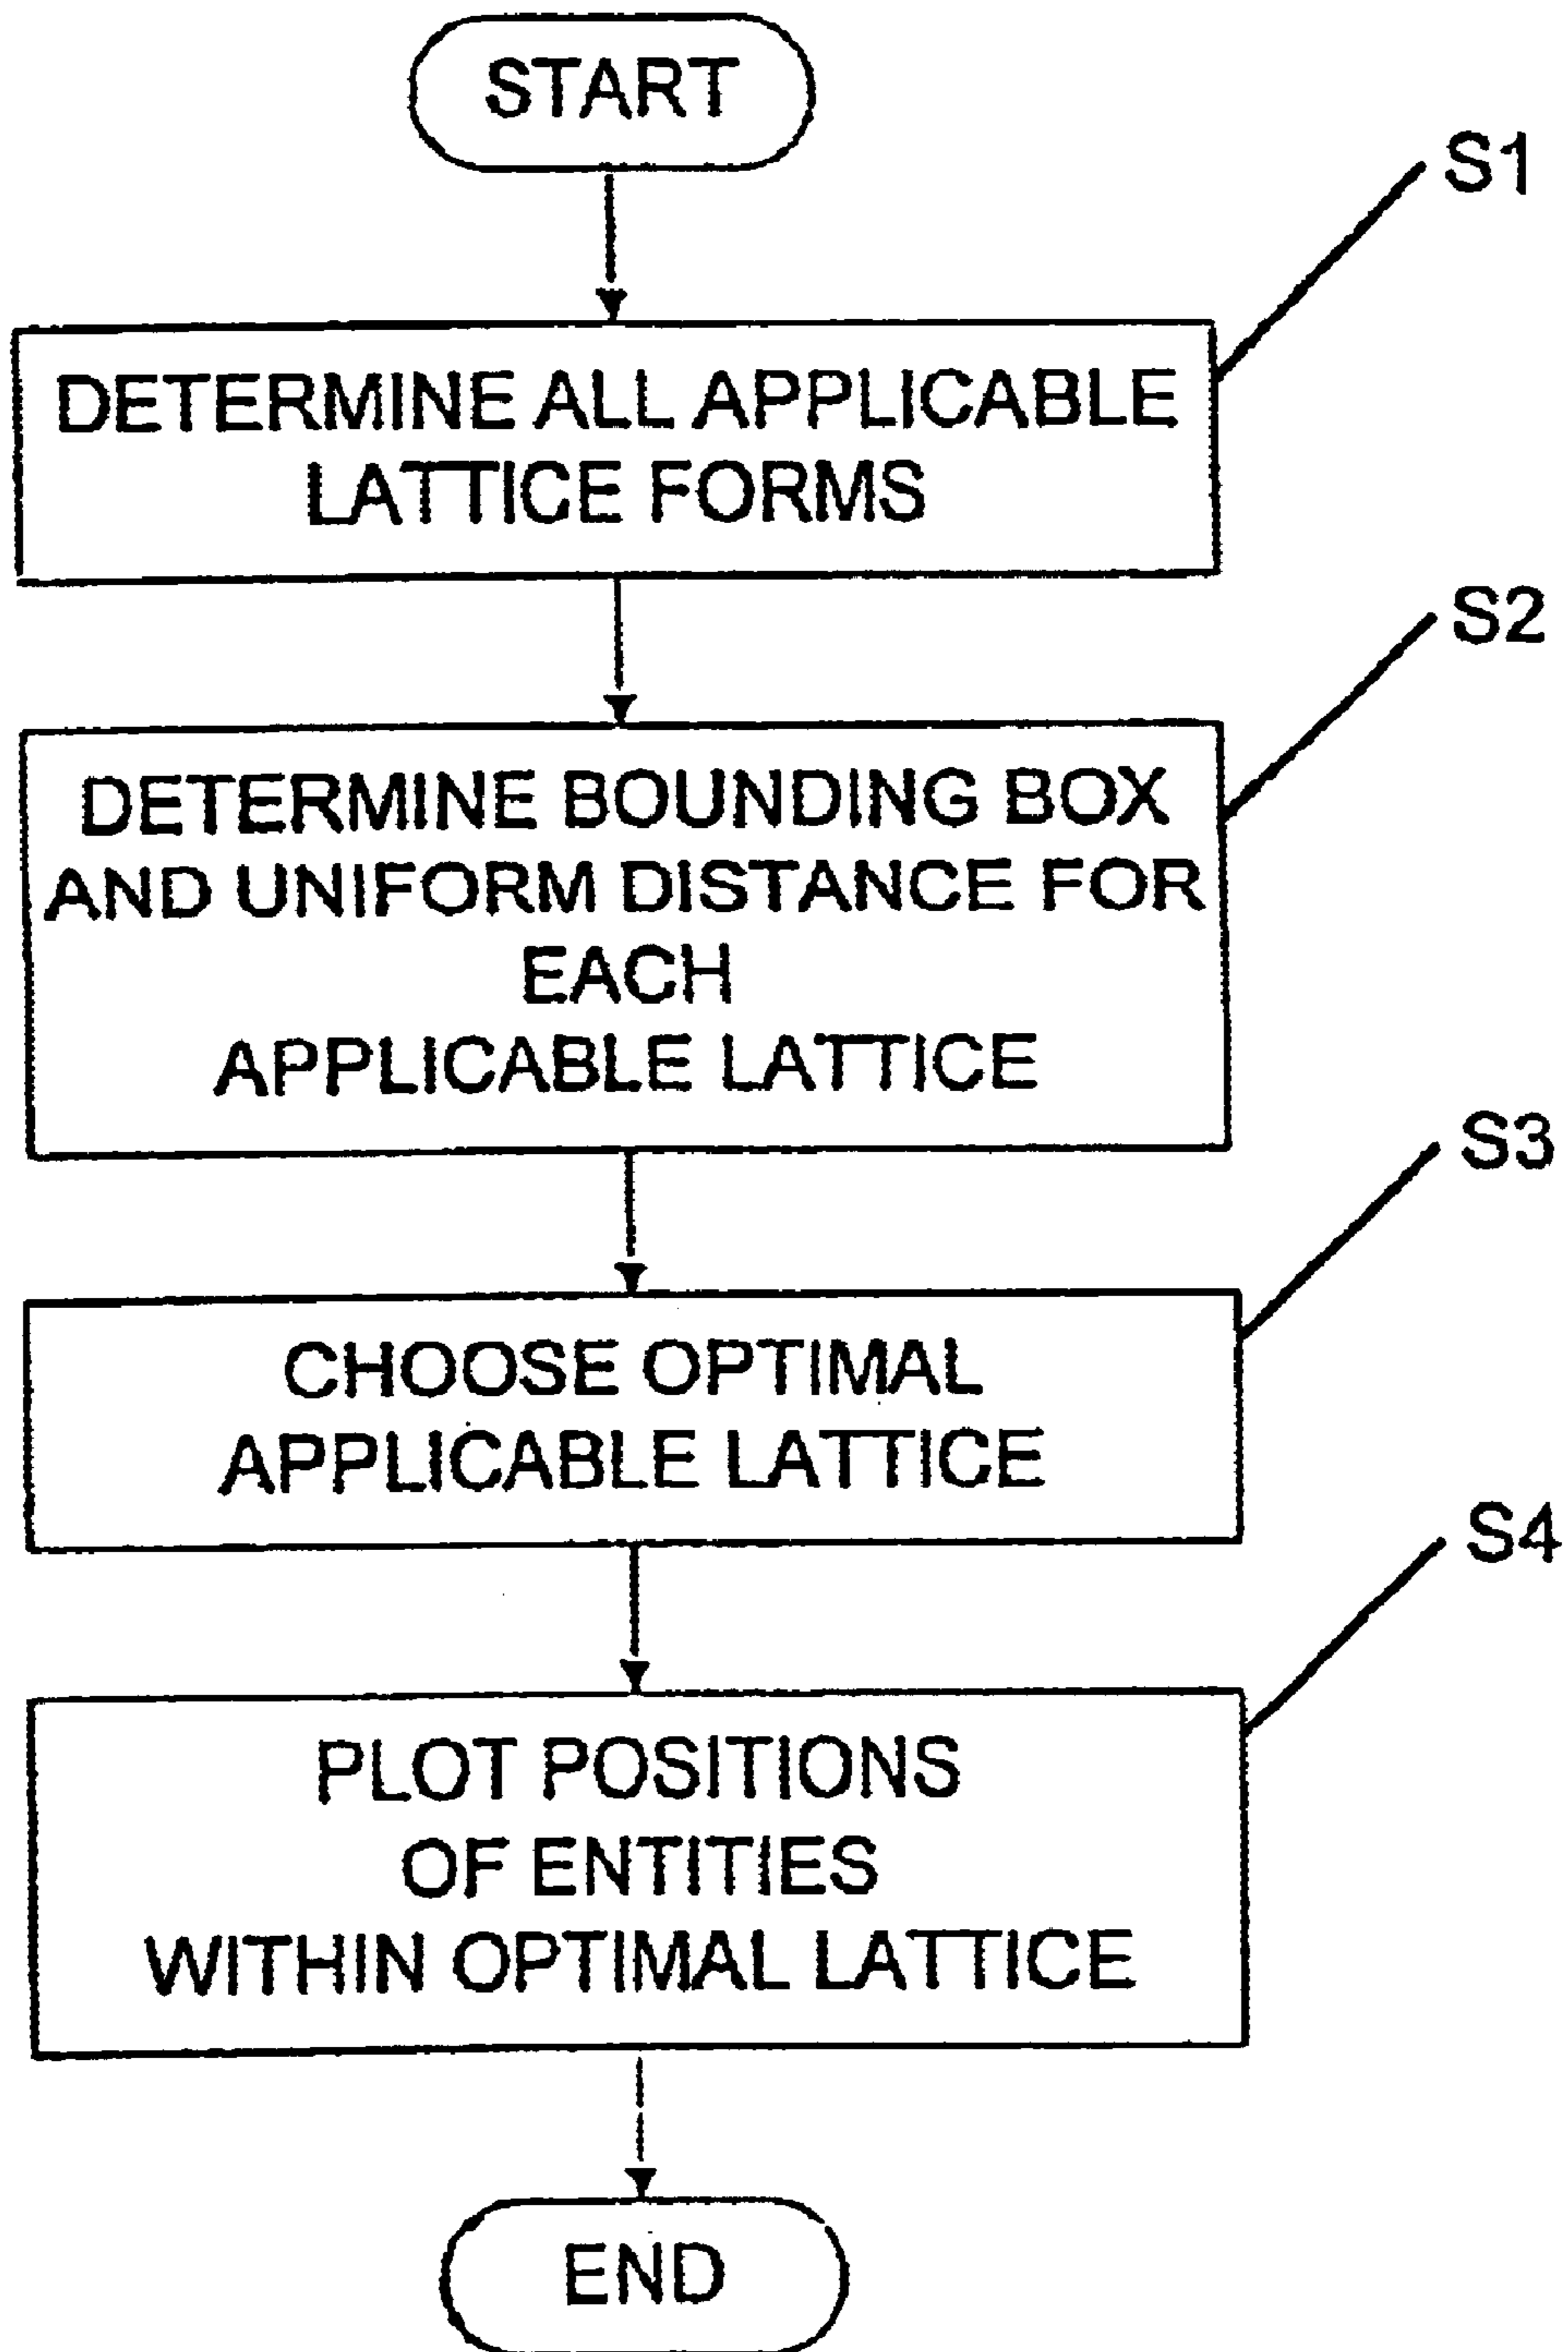 START
S1
DETERMINE ALL APPLICABLE
LATTICE FORMS
S2
DETERMINE BOUNDING BOX
AND UNIFORM DISTANCE FOR
EACH
APPLICABLE LATTICE
S3
CHOOSE OPTIMAL
APPLICABLE LATTICE
S4
PLOT POSITIONS
OF ENTITIES
WITHIN OPTIMAL LATTICE
END